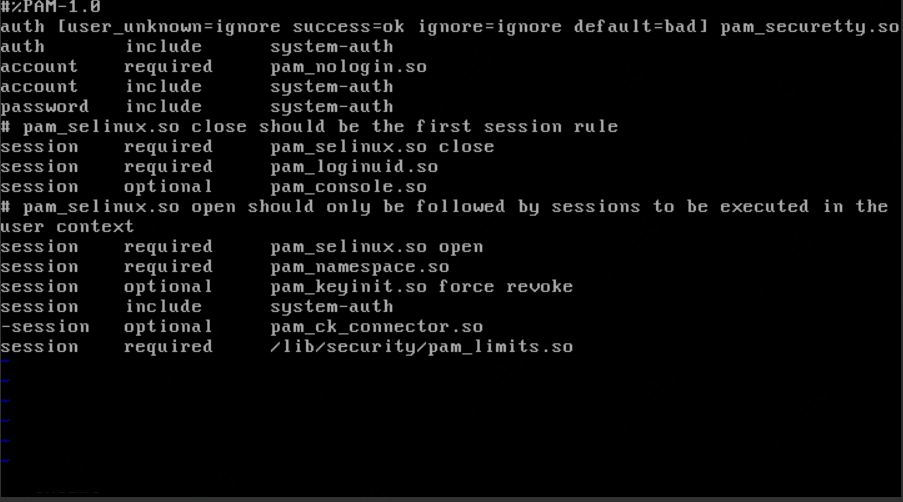 #%PAM-1.0
auth [user_unknown=ignore success=ok ignore=ignore default=bad] pam_securetty.so
auth       include      system-auth
account    required     pam_nologin.so
account    include      system-auth
password   include      system-auth
# pam_selinux.so close should be the first session rule
session    required     pam_selinux.so close
session    required     pam_loginuid.so
session    optional     pam_console.so
# pam_selinux.so open should only be followed by sessions to be executed in the
user context
session    required     pam_selinux.so open
session    required     pam_namespace.so
session    optional     pam_keyinit.so force revoke
session    include      system-auth
-session   optional     pam_ck_connector.so
session    required     /lib/security/pam_limits.so
~
~
~
~
~
~